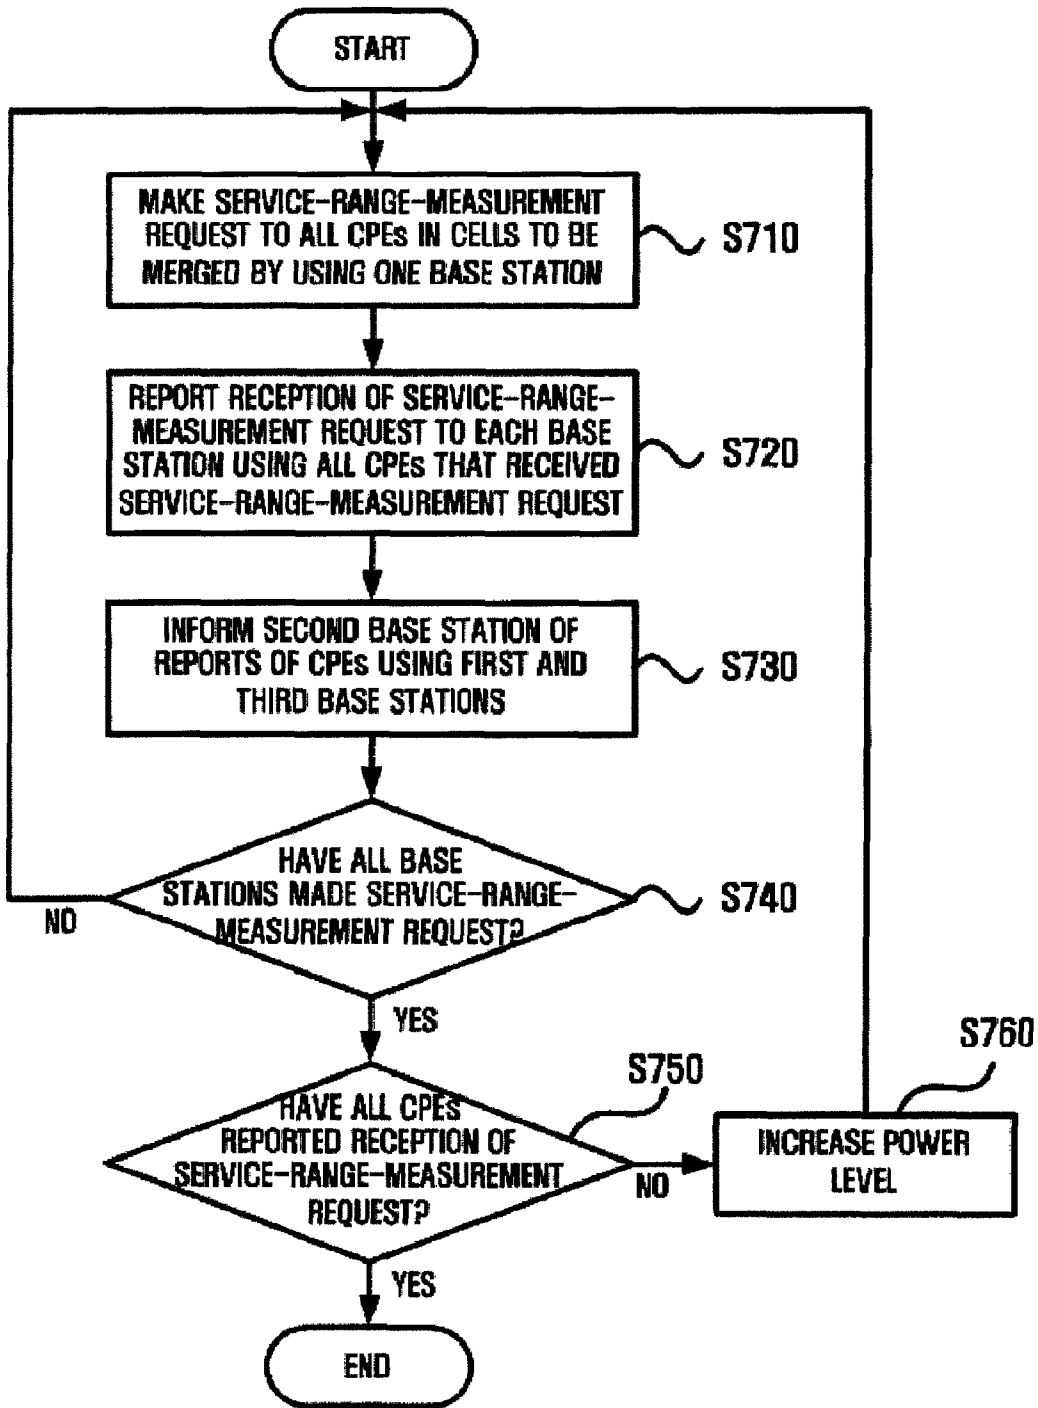 START
MAKE SERVICE-RANGE-MEASUREMENT
REQUEST TO ALL CPEs IN CELLS TO BE
MERGED BY USING ONE BASE STATION
S710
REPORT RECEPTION OF SERVICE-RANGE-
MEASUREMENT REQUEST TO EACH BASE
STATION USING ALL CPEs THAT RECEIVED
SERVICE-RANGE-MEASUREMENT REQUEST
S720
INFORM SECOND BASE STATION OF
REPORTS OF CPEs USING FIRST AND
THIRD BASE STATIONS
S730
HAVE ALL BASE
STATIONS MADE SERVICE-RANGE-
MEASUREMENT REQUEST?
S740
NO
YES
HAVE ALL CPEs
REPORTED RECEPTION OF
SERVICE-RANGE-MEASUREMENT
REQUEST?
S750
NO
INCREASE POWER
LEVEL
S760
YES
END